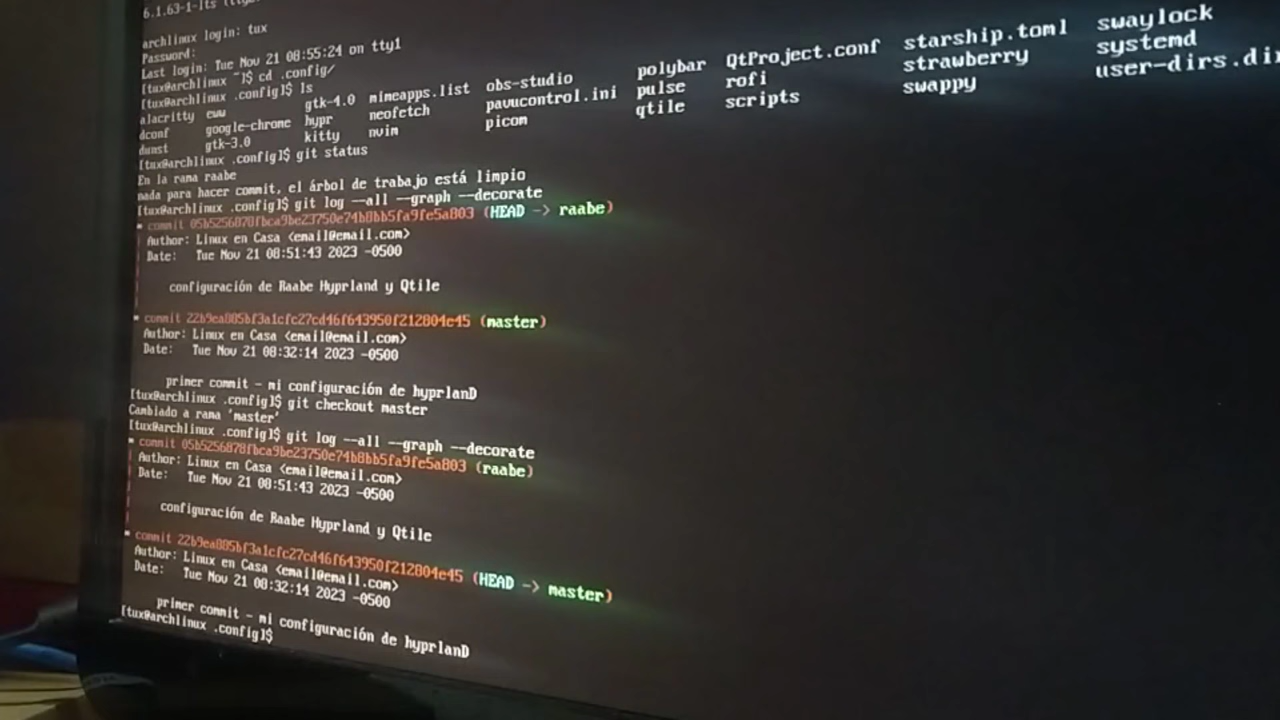 6.1.63-1-lts
archlinux login: tux
Password:
Last login: Tue Nov 21 08:55:24 on tty1
[tux@archlinux ~]$ cd .config/
[tux@archlinux .config]$ ls
alacritty eww gtk-4.0 mimeapps.list obs-studio polybar QtProject.conf starship.toml swaylock
dconf google-chrome hypr neofetch pavucontrol.ini pulse rofi strawberry systemd
dunst gtk-3.0 kitty nvim picom qtile scripts swappy user-dirs.di
[tux@archlinux .config]$ git status
En la rama raabe
nada para hacer commit, el árbol de trabajo está limpio
[tux@archlinux .config]$ git log --all --graph --decorate
* commit (HEAD -> raabe)
| Author: Linux en Casa <email@email.com>
| Date: Tue Nov 21 08:51:43 2023 -0500
|
| configuración de Raabe Hyprland y Qtile
|
* commit 22b9ea885bf3a1cfc27cd46f643950f212804e45 (master)
Author: Linux en Casa <email@email.com>
Date: Tue Nov 21 08:32:14 2023 -0500
primer commit - mi configuración de hyprlanD
[tux@archlinux .config]$ git checkout master
Cambiado a rama 'master'
[tux@archlinux .config]$ git log --all --graph --decorate
* commit (raabe)
| Author: Linux en Casa <email@email.com>
| Date: Tue Nov 21 08:51:43 2023 -0500
|
| configuración de Raabe Hyprland y Qtile
|
* commit 22b9ea885bf3a1cfc27cd46f643950f212804e45 (HEAD -> master)
Author: Linux en Casa <email@email.com>
Date: Tue Nov 21 08:32:14 2023 -0500
primer commit - mi configuración de hyprlanD
[tux@archlinux .config]$